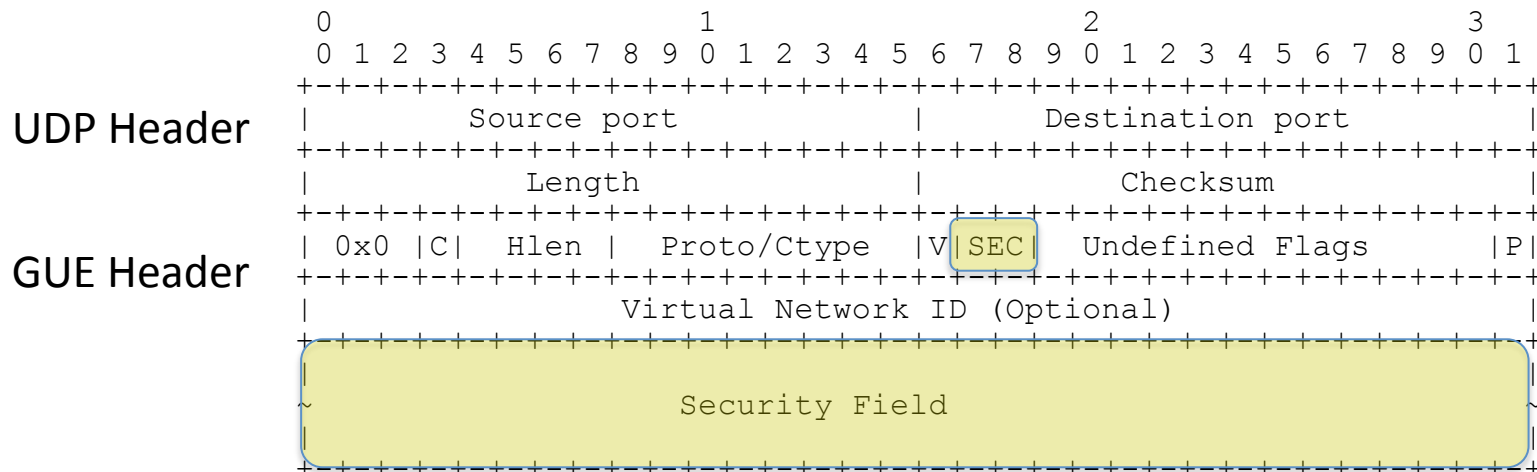 0                   1                   2                   3
0 1 2 3 4 5 6 7 8 9 0 1 2 3 4 5 6 7 8 9 0 1 2 3 4 5 6 7 8 9 0 1
+-+-+-+-+-+-+-+-+-+-+-+-+-+-+-+-+-+-+-+-+-+-+-+-+-+-+-+-+-+-+-+-+
UDP Header | Source port | Destination port |
+-+-+-+-+-+-+-+-+-+-+-+-+-+-+-+-+-+-+-+-+-+-+-+-+-+-+-+-+-+-+-+-+
| Length | Checksum |
+-+-+-+-+-+-+-+-+-+-+-+-+-+-+-+-+-+-+-+-+-+-+-+-+-+-+-+-+-+-+-+-+
GUE Header | 0x0 |C| Hlen | Proto/Ctype |V|SEC| Undefined Flags |P|
+-+-+-+-+-+-+-+-+-+-+-+-+-+-+-+-+-+-+-+-+-+-+-+-+-+-+-+-+-+-+-+-+
| Virtual Network ID (Optional) |
+-+-+-+-+-+-+-+-+-+-+-+-+-+-+-+-+-+-+-+-+-+-+-+-+-+-+-+-+-+-+-+-+
| |
~ Security Field ~
| |
+-+-+-+-+-+-+-+-+-+-+-+-+-+-+-+-+-+-+-+-+-+-+-+-+-+-+-+-+-+-+-+-+